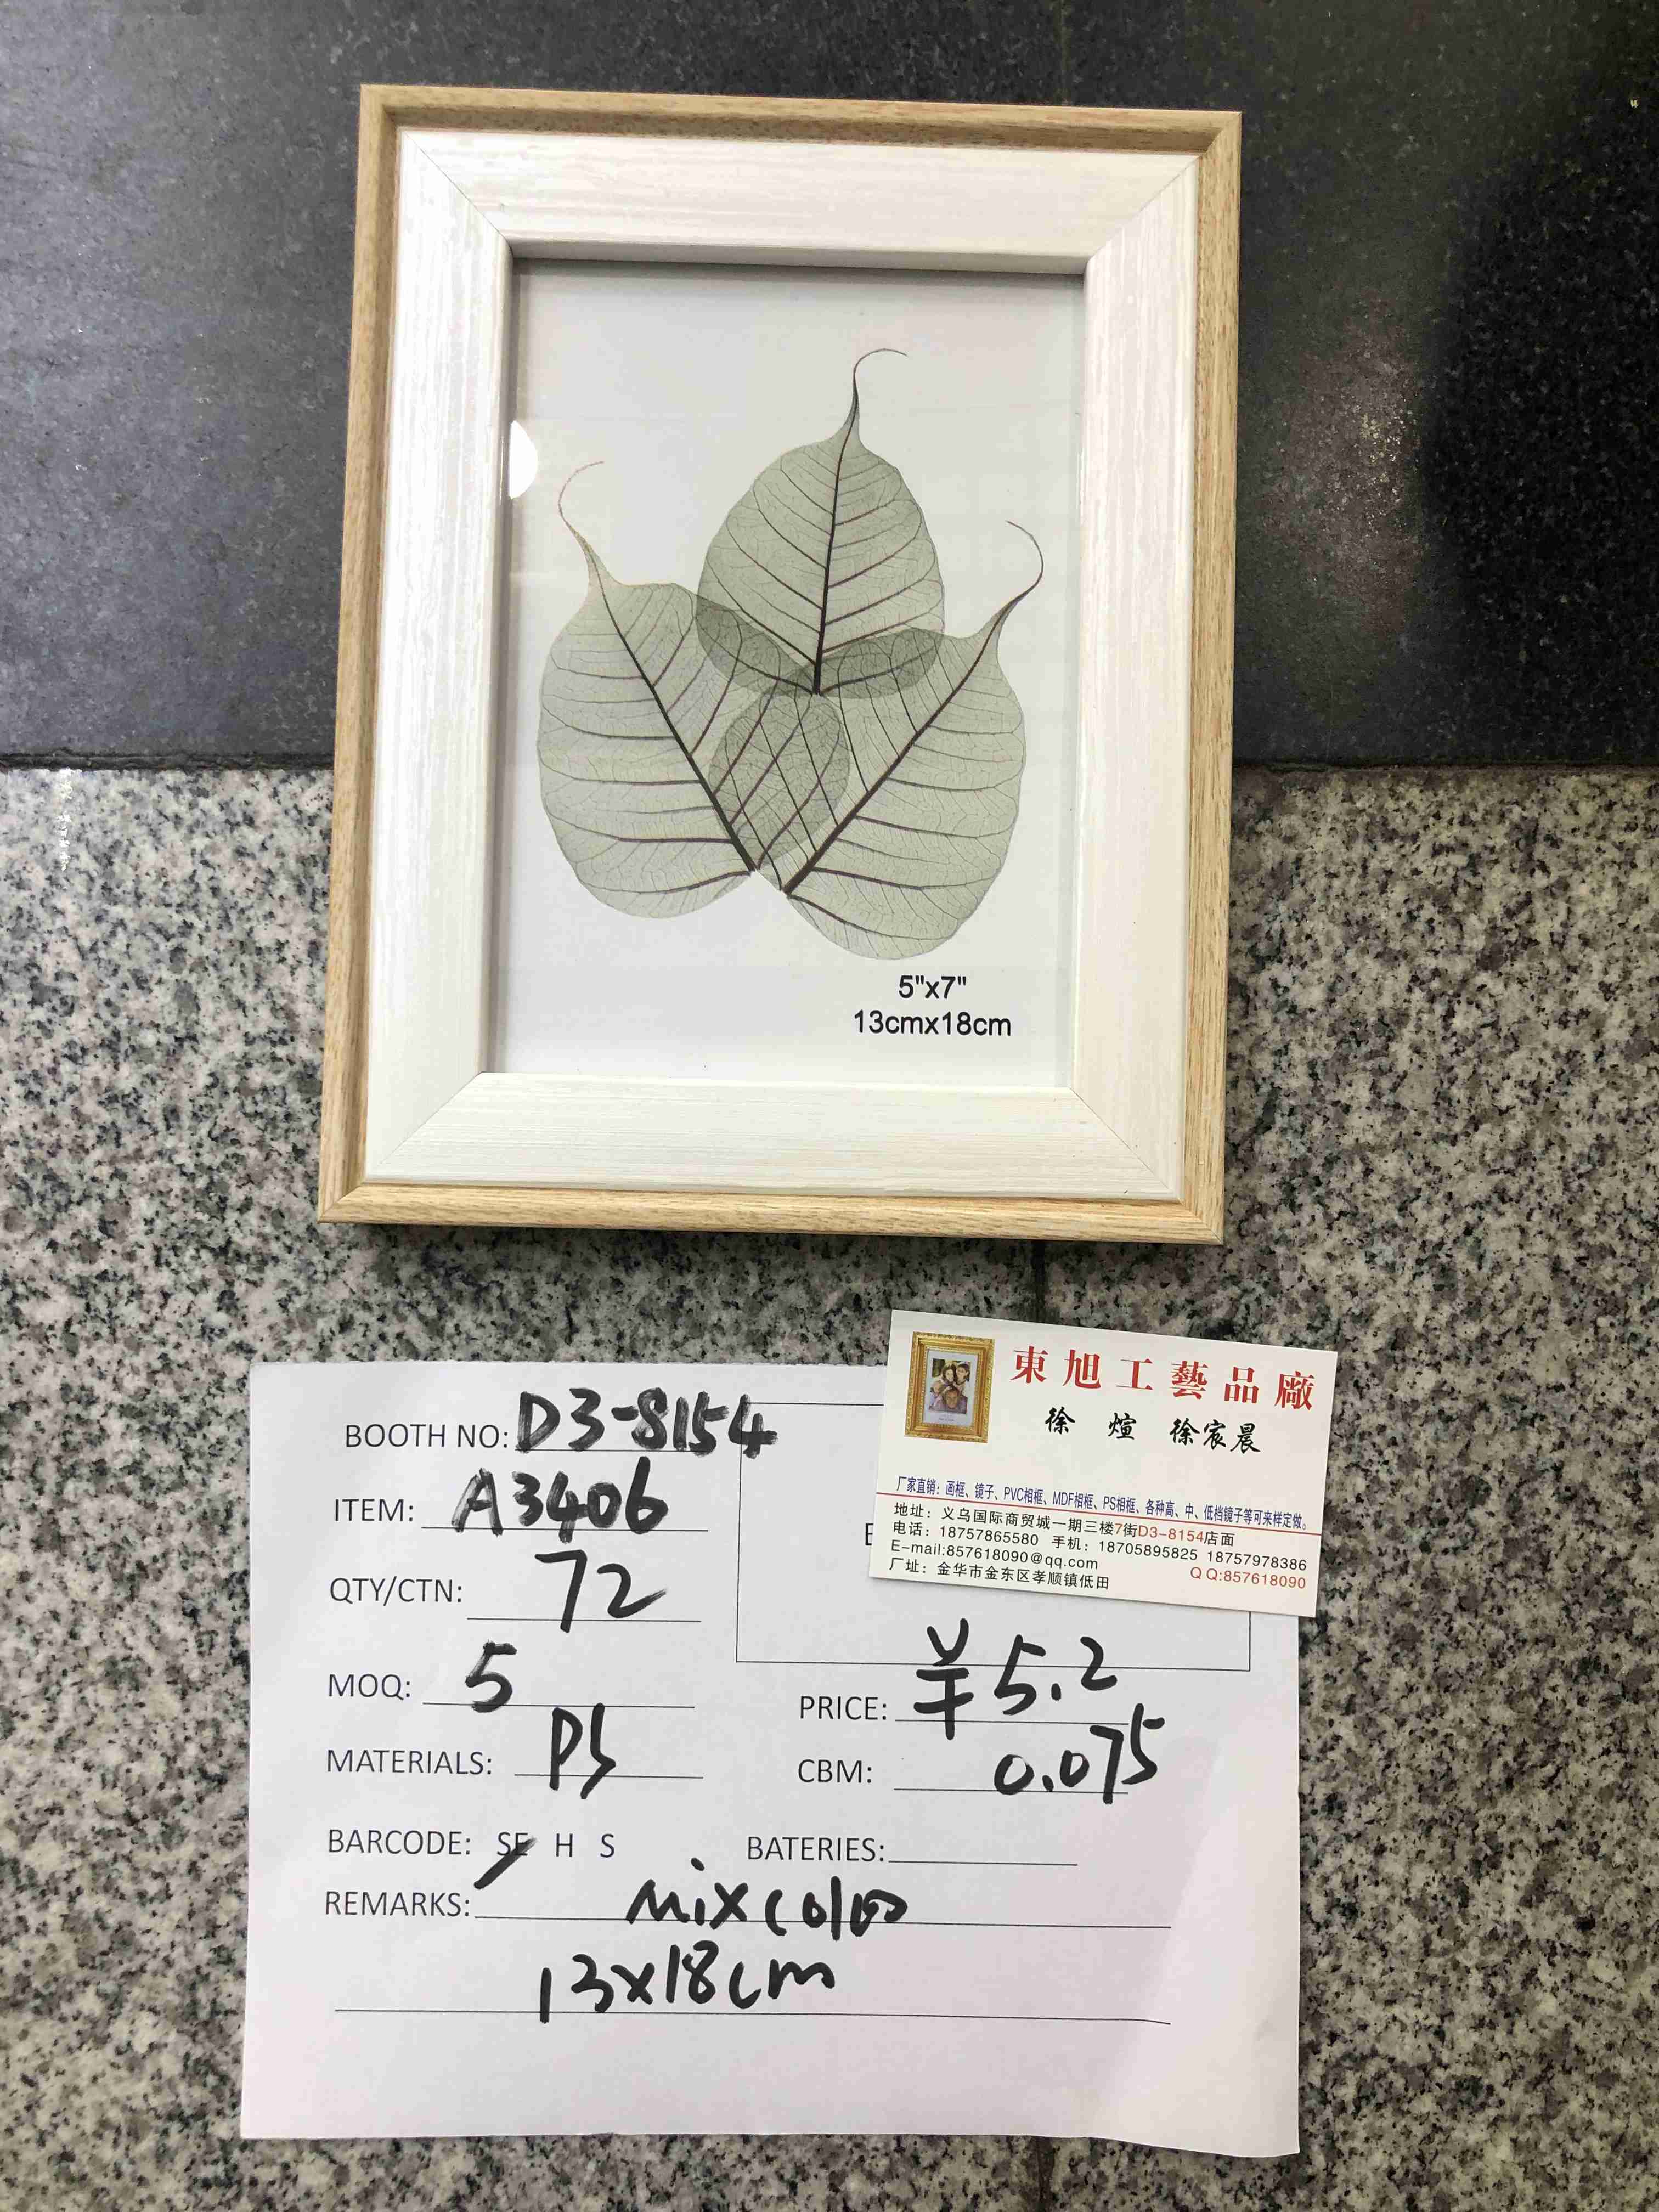 5"x7"
13cmx18cm
東旭工藝品廠
徐 煊 徐宸晨
厂家直销：画框、镜子、PVC相框、MDF相框、PS相框、各种高、中、低档镜子等可来样定做。
地址：义乌国际商贸城一期三楼7街D3-8154店面
电话：18757865580 手机：18705895825 18757978386
E-mail:857618090@qq.com
QQ:857618090
厂址：金华市金东区孝顺镇低田
BOOTH NO: D3-8154
ITEM: A3406
QTY/CTN: 72
MOQ: 5
PRICE: ¥5.2
MATERIALS: PS
CBM: 0.075
BARCODE: SE H S
BATERIES:
REMARKS: mixcolor
13x18cm